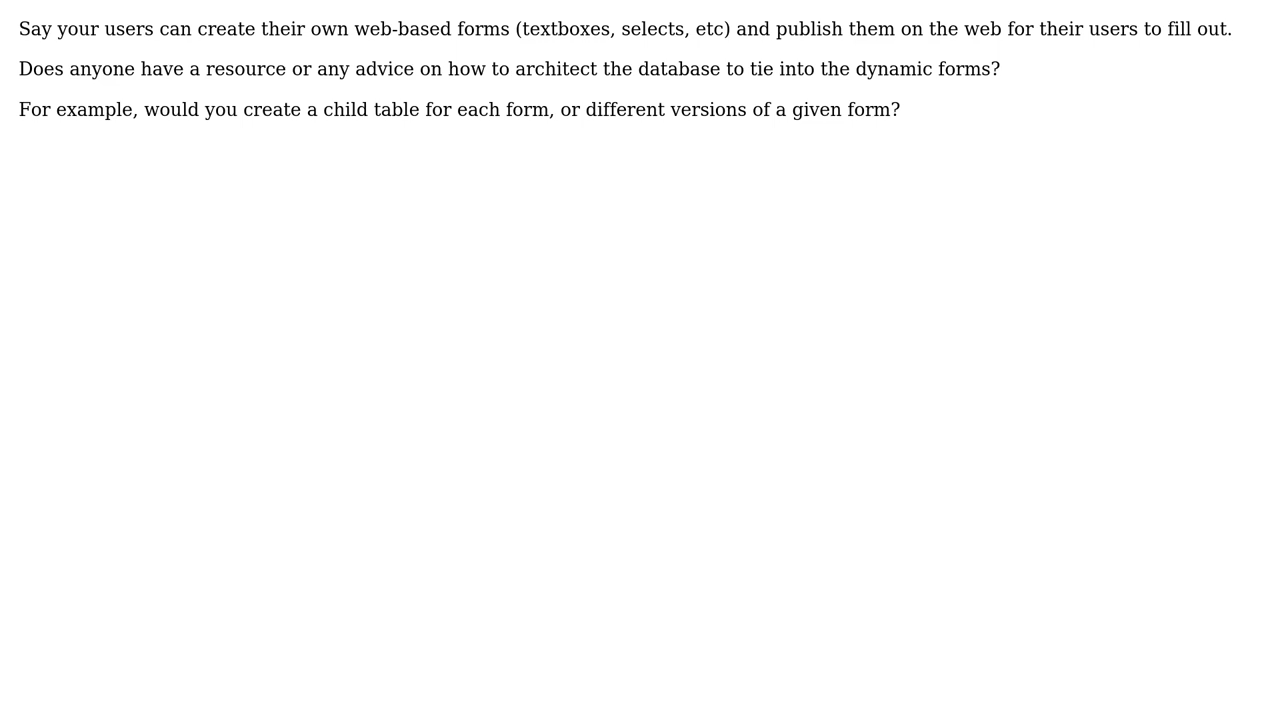 Say your users can create their own web-based forms (textboxes, selects, etc) and publish them on the web for their users to fill out.
Does anyone have a resource or any advice on how to architect the database to tie into the dynamic forms?
For example, would you create a child table for each form, or different versions of a given form?